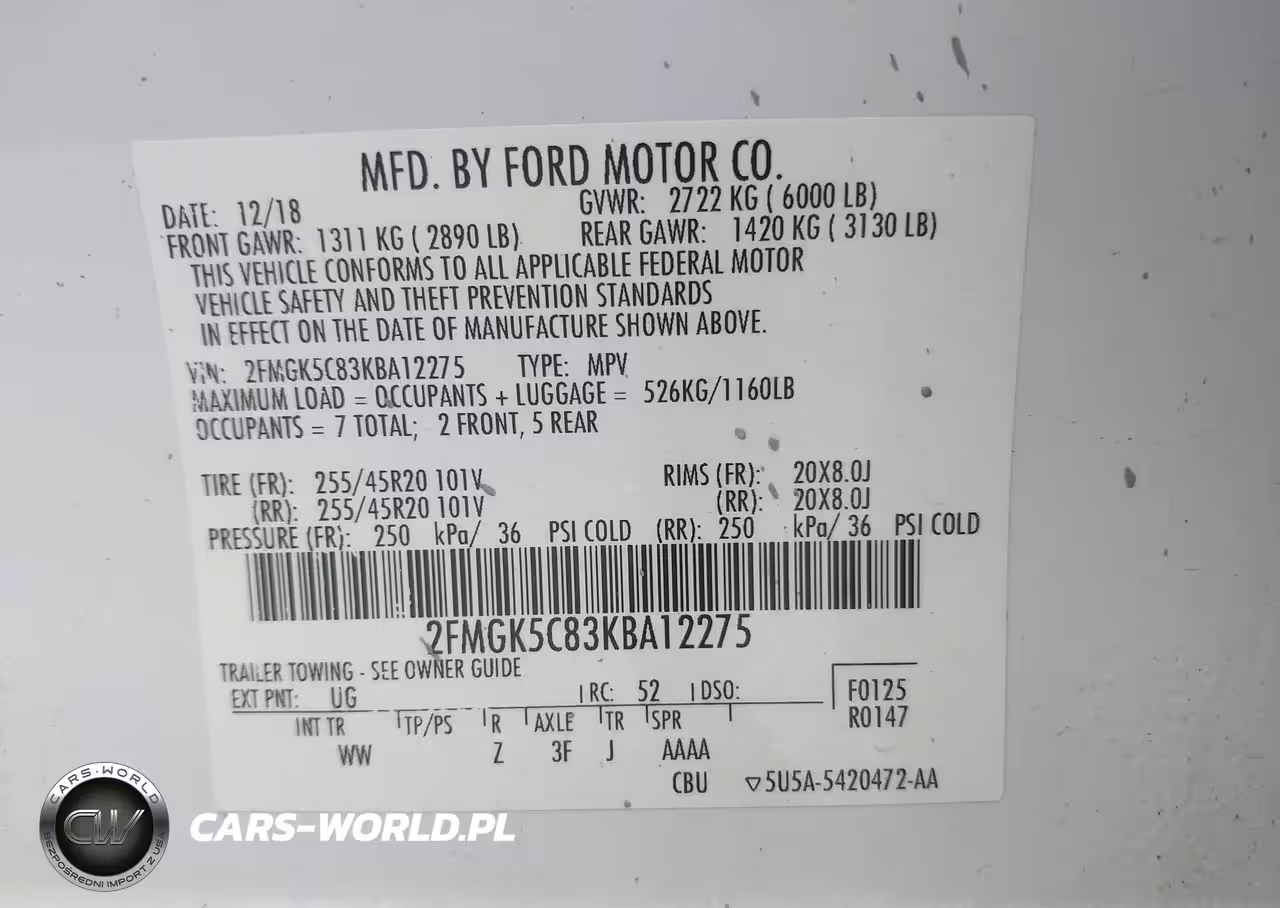 MFD. BY FORD MOTOR CO.
DATE: 12/18 GVWR: 2722 KG ( 6000 LB)
FRONT GAWR: 1311 KG ( 2890 LB) REAR GAWR: 1420 KG ( 3130 LB)
THIS VEHICLE CONFORMS TO ALL APPLICABLE FEDERAL MOTOR
VEHICLE SAFETY AND THEFT PREVENTION STANDARDS
IN EFFECT ON THE DATE OF MANUFACTURE SHOWN ABOVE.
VIN: 2FMGK5C83KBA12275 TYPE: MPV
MAXIMUM LOAD = OCCUPANTS + LUGGAGE = 526KG/1160LB
OCCUPANTS = 7 TOTAL; 2 FRONT, 5 REAR
TIRE (FR): 255/45R20 101V RIMS (FR): 20X8.0J
(RR): 255/45R20 101V (RR): 20X8.0J
PRESSURE (FR): 250 kPa/ 36 PSI COLD (RR): 250 kPa/ 36 PSI COLD
2FMGK5C83KBA12275
TRAILER TOWING - SEE OWNER GUIDE
EXT PNT: UG RC: 52 DSO: F0125
INT TR TP/PS R AXLE TR SPR R0147
WW Z 3F J AAAA
CBU ▽5U5A-5420472-AA
CARS-WORLD
CW
BEZPOŚREDNI IMPORT Z USA
CARS-WORLD.PL